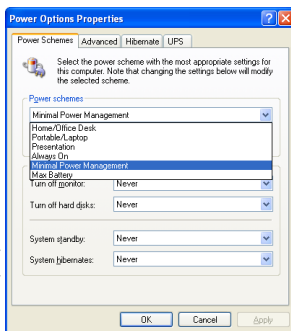 Power Options Properties
Power Schemes Advanced Hibernate UPS
Select the power scheme with the most appropriate settings for
this computer. Note that changing the settings below will modify
the selected scheme.
Power schemes
Minimal Power Management
Home/Office Desk
Portable/Laptop
Presentation
Always On
Minimal Power Management
Max Battery
Turn off monitor: Never
Turn off hard disks: Never
System standby: Never
System hibernates: Never
OK Cancel Apply